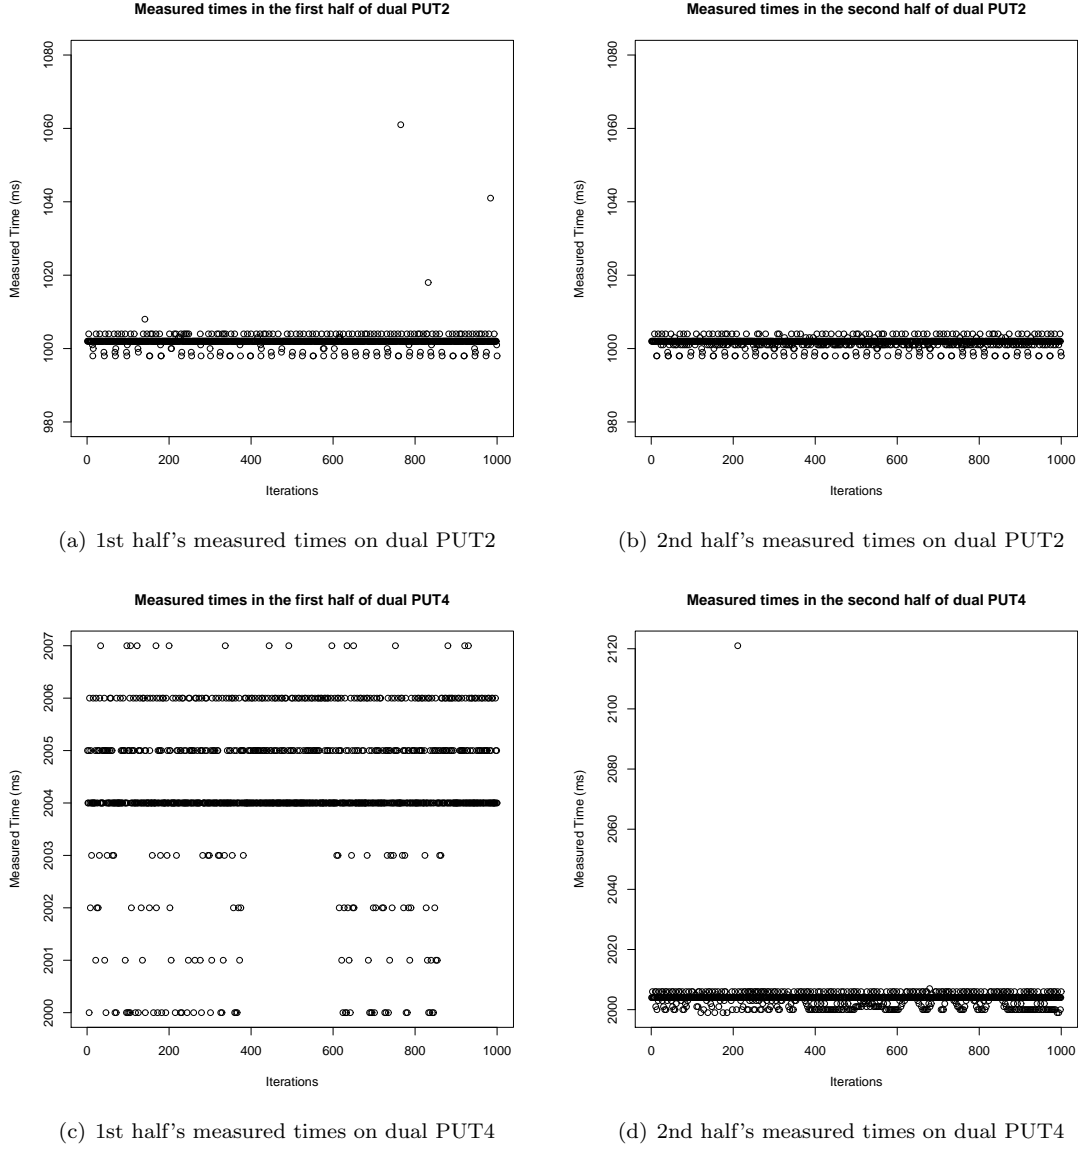 Measured times in the first half of dual PUT2
Measured Time (ms)
980 1000 1020 1040 1060 1080
0 200 400 600 800 1000
Iterations
(a) 1st half's measured times on dual PUT2
Measured times in the second half of dual PUT2
Measured Time (ms)
980 1000 1020 1040 1060 1080
0 200 400 600 800 1000
Iterations
(b) 2nd half's measured times on dual PUT2
Measured times in the first half of dual PUT4
Measured Time (ms)
2000 2001 2002 2003 2004 2005 2006 2007
0 200 400 600 800 1000
Iterations
(c) 1st half's measured times on dual PUT4
Measured times in the second half of dual PUT4
Measured Time (ms)
2000 2020 2040 2060 2080 2100 2120
0 200 400 600 800 1000
Iterations
(d) 2nd half's measured times on dual PUT4